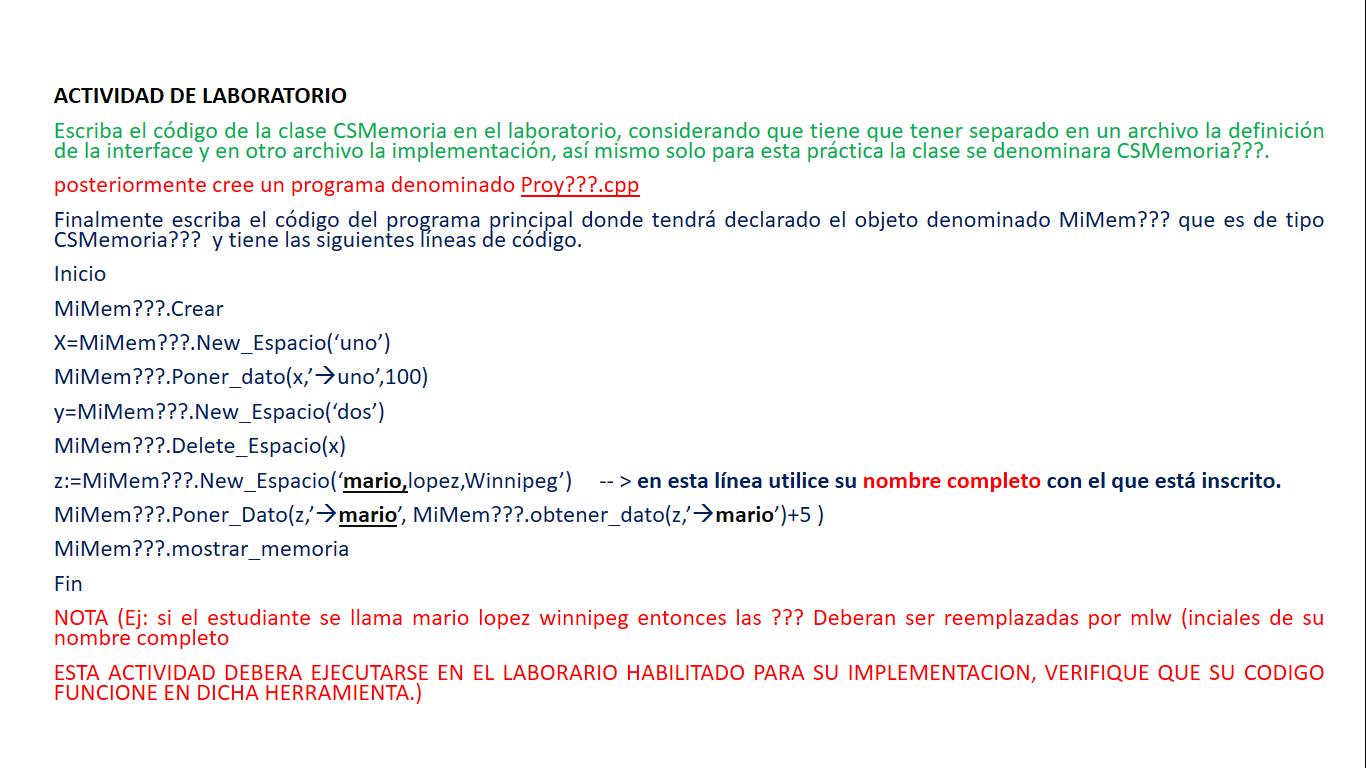 ACTIVIDAD DE LABORATORIO
Escriba el código de la clase CSMemoria en el laboratorio, considerando que tiene que tener separado en un archivo la definición
de la interface y en otro archivo la implementación, así mismo solo para esta práctica la clase se denominara CSMemoria???.
posteriormente cree un programa denominado Proy???.cpp
Finalmente escriba el código del programa principal donde tendrá declarado el objeto denominado MiMem??? que es de tipo
CSMemoria??? y tiene las siguientes líneas de código.
Inicio
MiMem???.Crear
X=MiMem???.New_Espacio(‘uno’)
MiMem???.Poner_dato(x,’→uno’,100)
y=MiMem???.New_Espacio(‘dos’)
MiMem???.Delete_Espacio(x)
z:=MiMem???.New_Espacio(‘mario,lopez,Winnipeg’) -- > en esta línea utilice su nombre completo con el que está inscrito.
MiMem???.Poner_Dato(z,’→mario’, MiMem???.obtener_dato(z,’→mario’)+5 )
MiMem???.mostrar_memoria
Fin
NOTA (Ej: si el estudiante se llama mario lopez winnipeg entonces las ??? Deberan ser reemplazadas por mlw (inciales de su
nombre completo
ESTA ACTIVIDAD DEBERA EJECUTARSE EN EL LABORARIO HABILITADO PARA SU IMPLEMENTACION, VERIFIQUE QUE SU CODIGO
FUNCIONE EN DICHA HERRAMIENTA.)